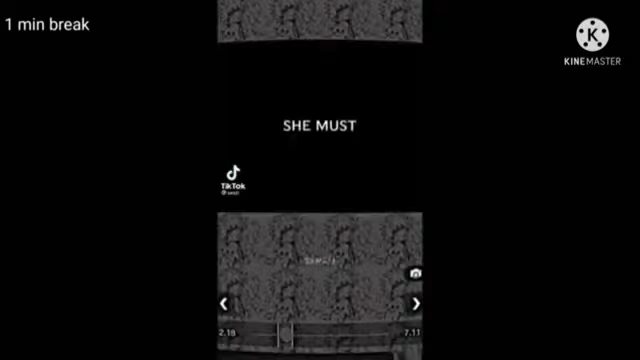 1 min break
KINEMASTER
SHE MUST
TikTok
2.18
7.11